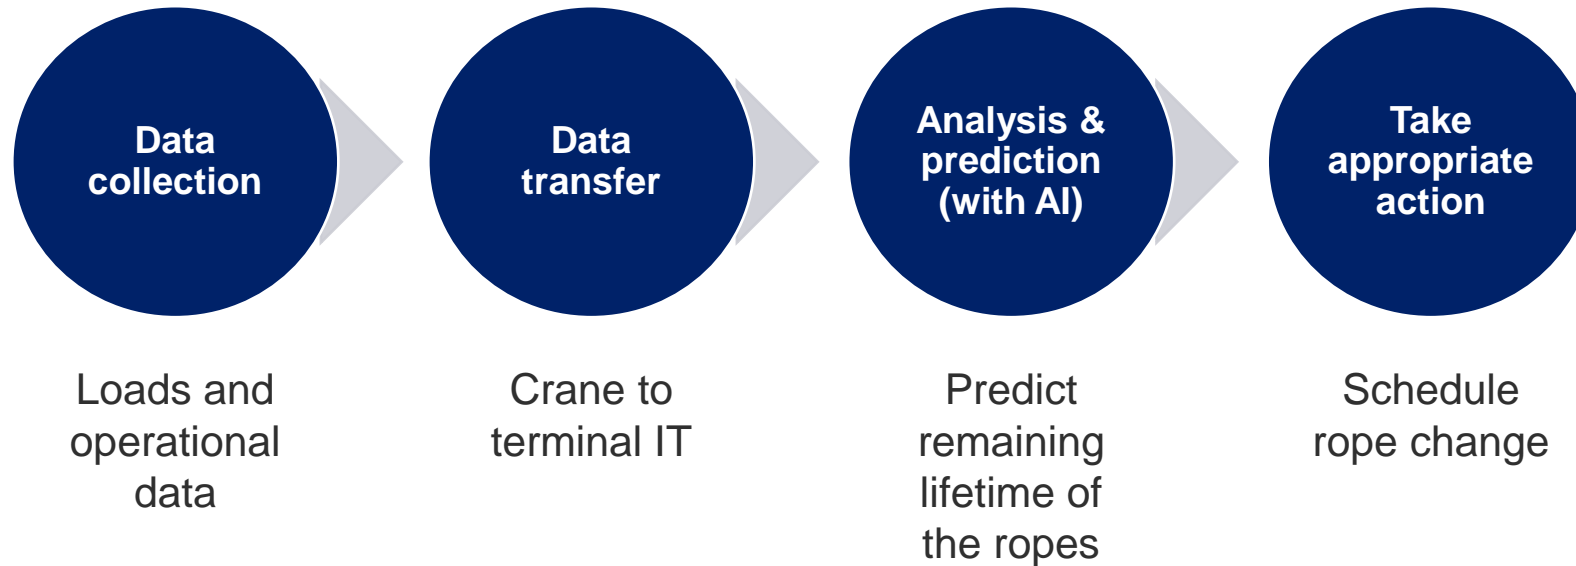 Data
collection
Data
transfer
Analysis &
prediction
(with AI)
Take
appropriate
action
Loads and
operational
data
Crane to
terminal IT
Predict
remaining
lifetime of
the ropes
Schedule
rope change